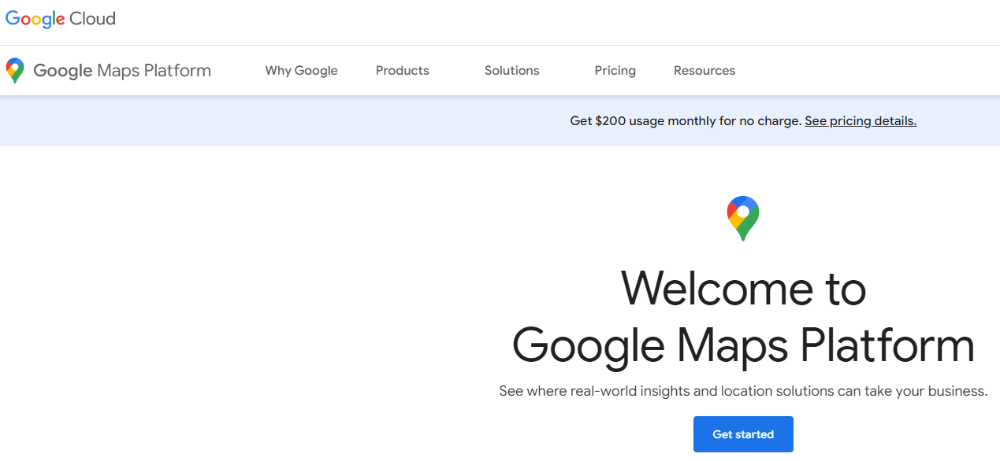 Google Cloud
Google Maps Platform Why Google Products Solutions Pricing Resources
Get $200 usage monthly for no charge. See pricing details.
Welcome to
Google Maps Platform
See where real-world insights and location solutions can take your business.
Get started